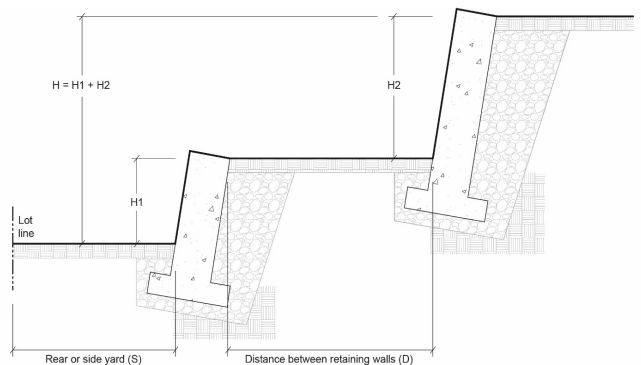 H = H1 + H2
H2
H1
Lot
line
Rear or side yard (S)
Distance between retaining walls (D)